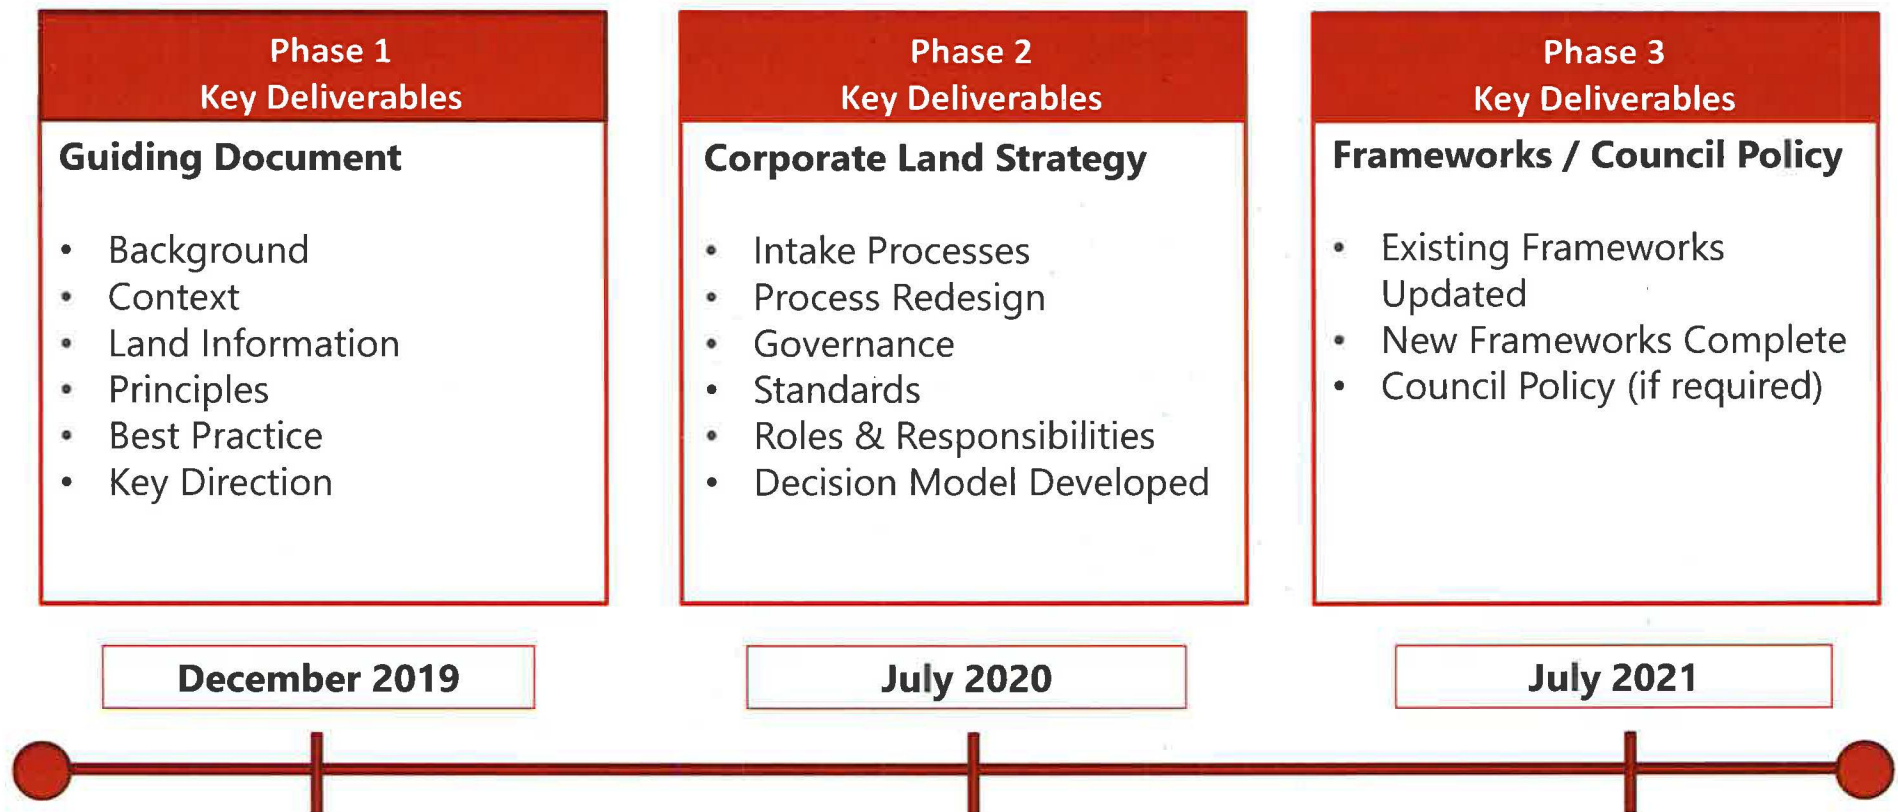 Phase 1
Key Deliverables
Guiding Document
• Background
• Context
• Land Information
• Principles
• Best Practice
• Key Direction
December 2019
Phase 2
Key Deliverables
Corporate Land Strategy
• Intake Processes
• Process Redesign
• Governance
• Standards
• Roles & Responsibilities
• Decision Model Developed
July 2020
Phase 3
Key Deliverables
Frameworks / Council Policy
• Existing Frameworks
Updated
• New Frameworks Complete
• Council Policy (if required)
July 2021